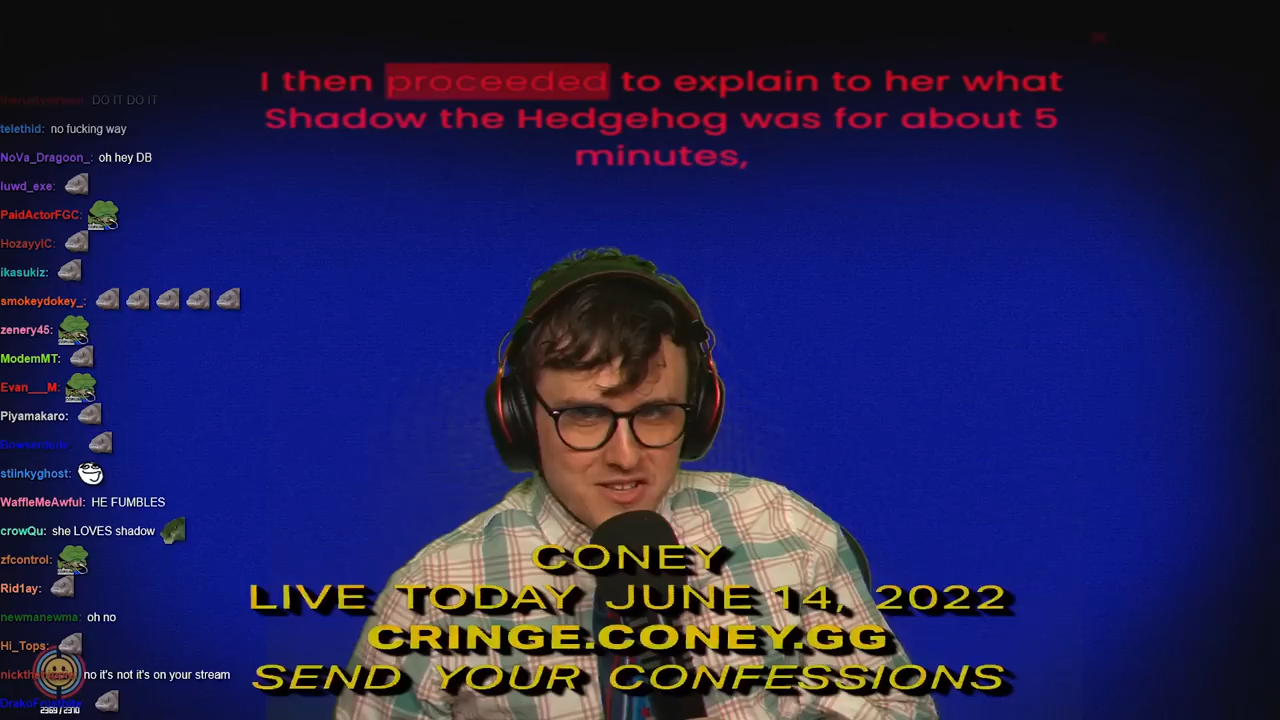 I then proceeded to explain to her what
Shadow the Hedgehog was for about 5
minutes,
DO IT DO IT
telethid: no fucking way
NoVa_Dragoon_: oh hey DB
luwd_exe:
PaidActorFGC:
HozayyIC:
ikasukiz:
smokeydokey_:
zenery45:
ModemMT:
Evan___M:
Piyamakaro:
stiinkyghost:
WaffleMeAwful: HE FUMBLES
crowQu: she LOVES shadow
zfcontrol:
Rid1ay:
newmanewma: oh no
Hi_Tops:
no it's not it's on your stream
2369 / 2370
CONEY
LIVE TODAY JUNE 14, 2022
CRINGE.CONEY.GG
SEND YOUR CONFESSIONS